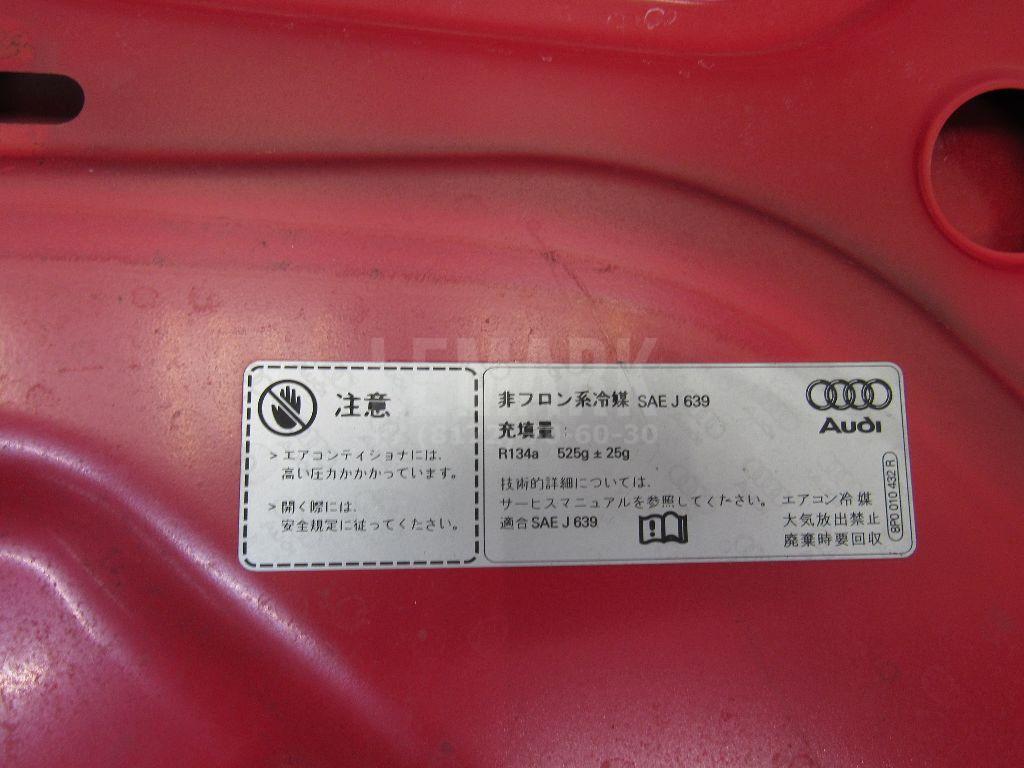 LEMARK
注意
> エアコンディショナには、
高い圧力がかかっています。
> 開く際には、
安全規定に従ってください。
非フロン系冷媒 SAE J 639
充填量:
R134a 525g ± 25g
技術的詳細については、
サービスマニュアルを参照してください。
適合 SAE J 639
Audi
エアコン冷媒
大気放出禁止
廃棄時要回収
8P0 010 432 R